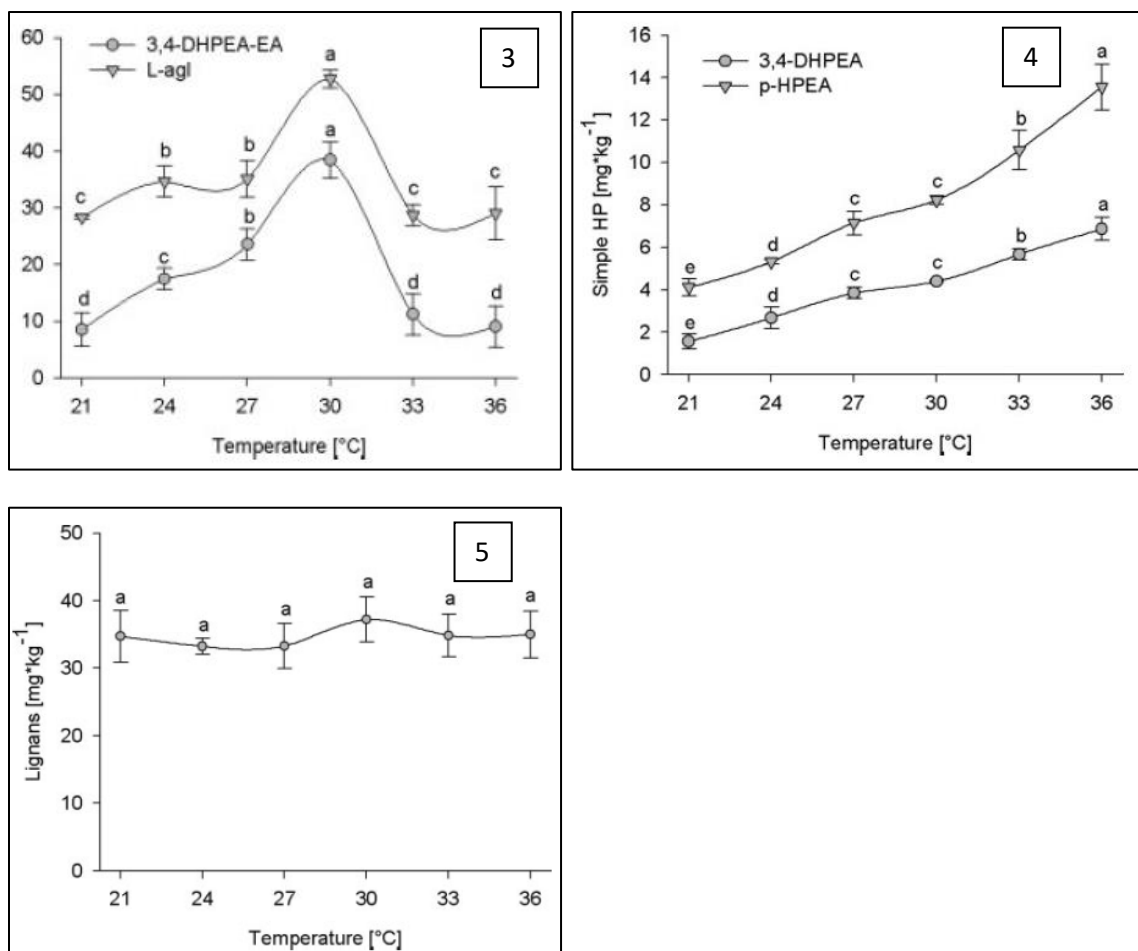 3
3,4-DHPEA-EA
L-agl
60
50
40
30
20
10
0
a
a
b
b
b
c
c
c
c
d
d
d
21 24 27 30 33 36
Temperature [°C]
4
3,4-DHPEA
p-HPEA
Simple HP [mg*kg-1]
16
14
12
10
8
6
4
2
0
a
b
c
c
d
e
a
b
c
c
d
e
21 24 27 30 33 36
Temperature [°C]
5
Lignans [mg*kg-1]
50
40
30
20
10
0
a a a a a a
21 24 27 30 33 36
Temperature [°C]